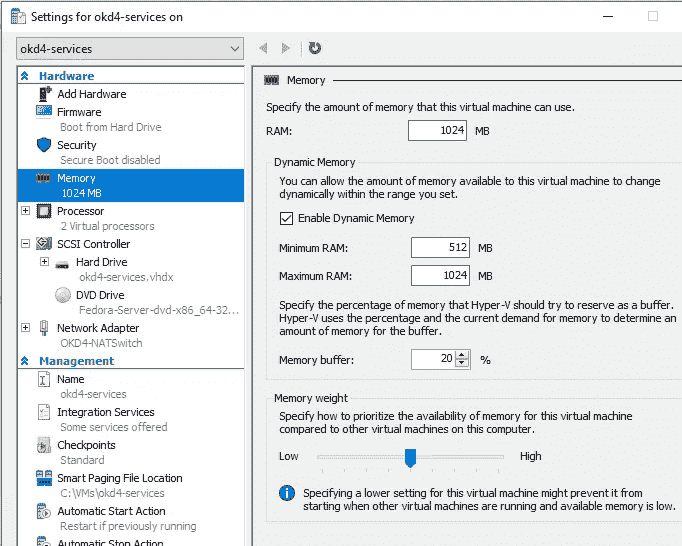 Settings for okd4-services on
okd4-services
Hardware
Add Hardware
Firmware
Boot from Hard Drive
Security
Secure Boot disabled
Memory
1024 MB
Processor
2 Virtual processors
SCSI Controller
Hard Drive
okd4-services.vhdx
DVD Drive
Fedora-Server-dvd-x86_64-32...
Network Adapter
OKD4-NATSwitch
Management
Name
okd4-services
Integration Services
Some services offered
Checkpoints
Standard
Smart Paging File Location
C:\VMs\okd4-services
Automatic Start Action
Restart if previously running
Automatic Stop Action
Memory
Specify the amount of memory that this virtual machine can use.
RAM: 1024 MB
Dynamic Memory
You can allow the amount of memory available to this virtual machine to change
dynamically within the range you set.
Enable Dynamic Memory
Minimum RAM: 512 MB
Maximum RAM: 1024 MB
Specify the percentage of memory that Hyper-V should try to reserve as a buffer.
Hyper-V uses the percentage and the current demand for memory to determine an
amount of memory for the buffer.
Memory buffer: 20 %
Memory weight
Specify how to prioritize the availability of memory for this virtual machine
compared to other virtual machines on this computer.
Low High
Specifying a lower setting for this virtual machine might prevent it from
starting when other virtual machines are running and available memory is low.